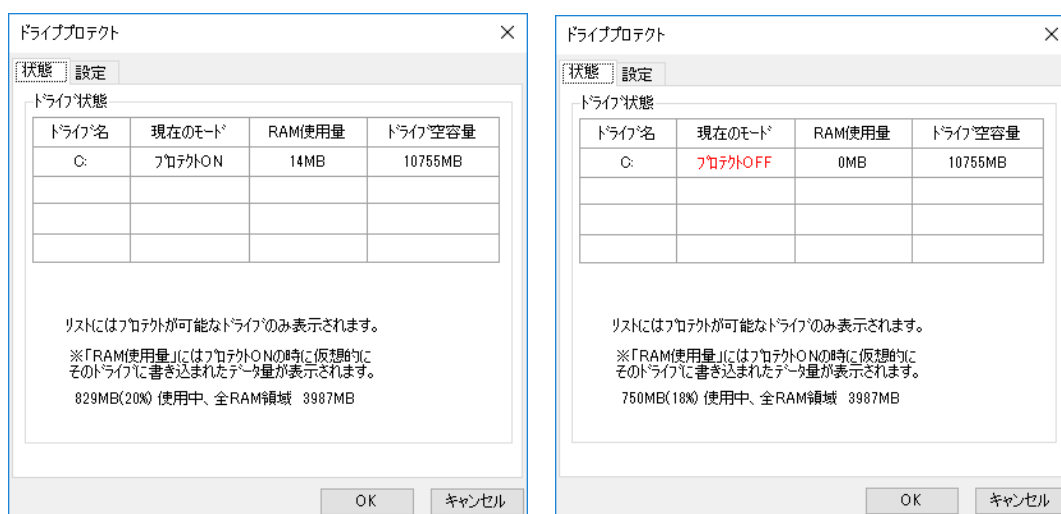 ドライブプロテクト
状態 設定
ドライブ状態
ドライブ名 現在のモード RAM使用量 ドライブ空容量
C: プロテクトON 14MB 10755MB
リストにはプロテクトが可能なドライブのみ表示されます。
※「RAM使用量」にはプロテクトONの時に仮想的に
そのドライブに書き込まれたデータ量が表示されます。
829MB(20%) 使用中、全RAM領域 3987MB
OK キャンセル
ドライブプロテクト
状態 設定
ドライブ状態
ドライブ名 現在のモード RAM使用量 ドライブ空容量
C: プロテクトOFF 0MB 10755MB
リストにはプロテクトが可能なドライブのみ表示されます。
※「RAM使用量」にはプロテクトONの時に仮想的に
そのドライブに書き込まれたデータ量が表示されます。
750MB(18%) 使用中、全RAM領域 3987MB
OK キャンセル